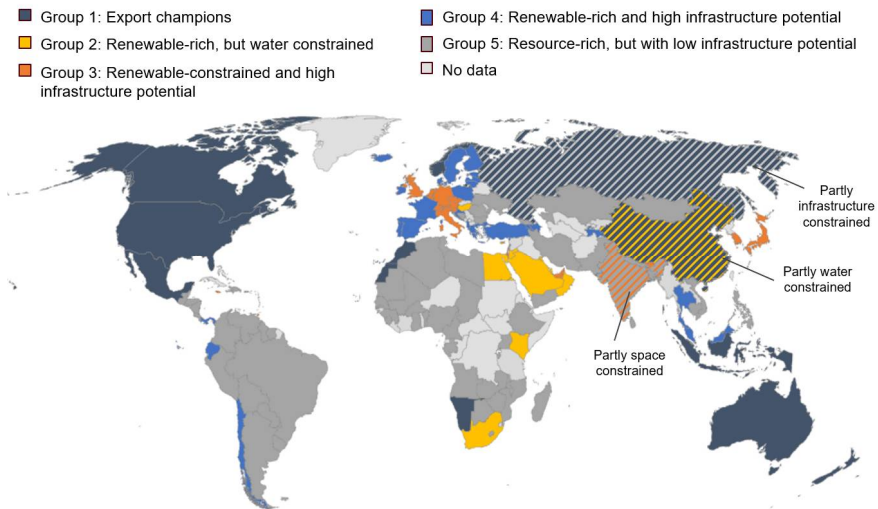 Group 1: Export champions
Group 2: Renewable-rich, but water constrained
Group 3: Renewable-constrained and high
infrastructure potential
Group 4: Renewable-rich and high infrastructure potential
Group 5: Resource-rich, but with low infrastructure potential
No data
Partly
infrastructure
constrained
Partly water
constrained
Partly space
constrained